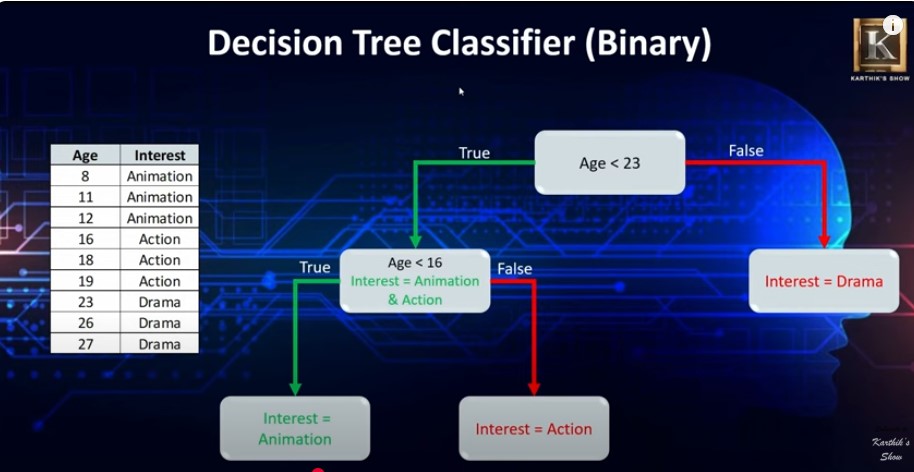 Decision Tree Classifier (Binary)
i
K
KARTHIK'S SHOW
Age Interest
8 Animation
11 Animation
12 Animation
16 Action
18 Action
19 Action
23 Drama
26 Drama
27 Drama
True
Age < 23
False
True
Age < 16
Interest = Animation
& Action
False
Interest = Drama
Interest =
Animation
Interest = Action
Karthik's
Show